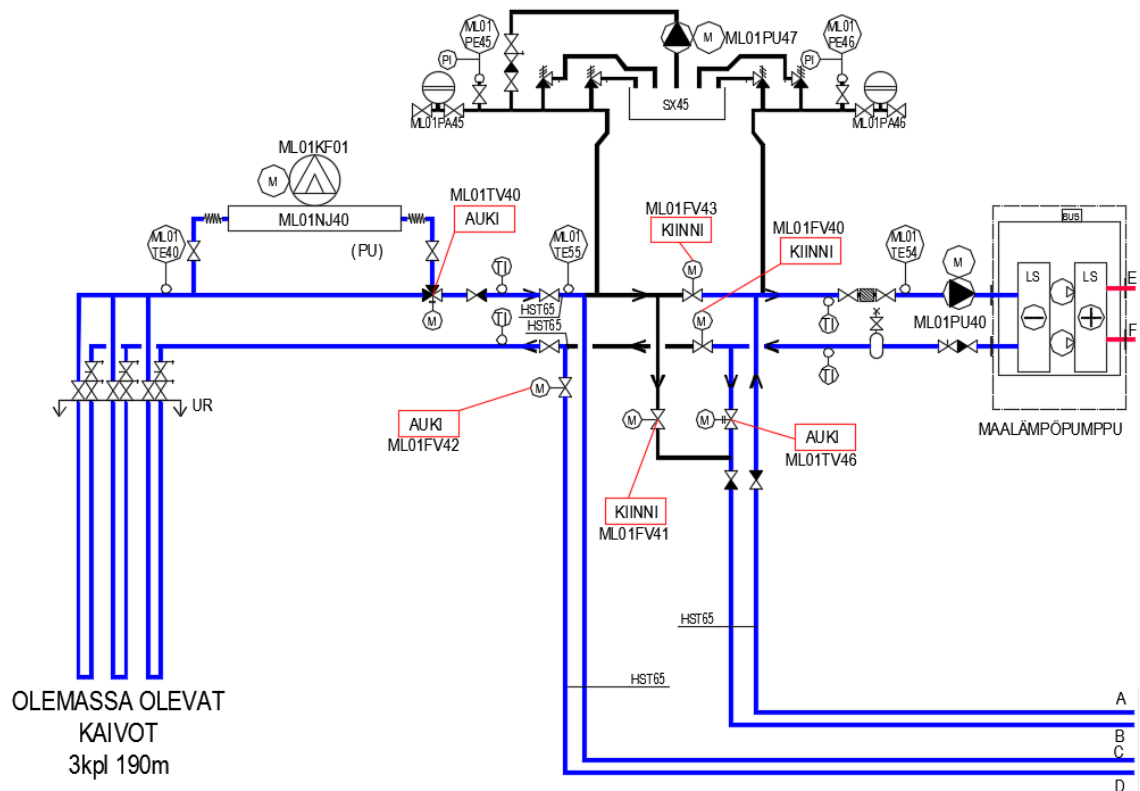 ML01
PE45
PI
M
ML01PU47
ML01
PE46
PI
SX45
ML01PA45
ML01PA46
ML01KF01
M
ML01NJ40
(PU)
ML01
TE40
ML01TV40
AUKI
M
TI
TI
ML01
TE55
HST65
HST65
ML01FV43
KIINNI
M
ML01FV40
KIINNI
M
ML01
TE54
TI
TI
M
ML01PU40
BUS
LS
LS
E
F
MAALÄMPÖPUMPPU
UR
M
AUKI
ML01FV42
M
KIINNI
ML01FV41
M
AUKI
ML01TV46
HST65
HST65
OLEMASSA OLEVAT
KAIVOT
3kpl 190m
A
B
C
D